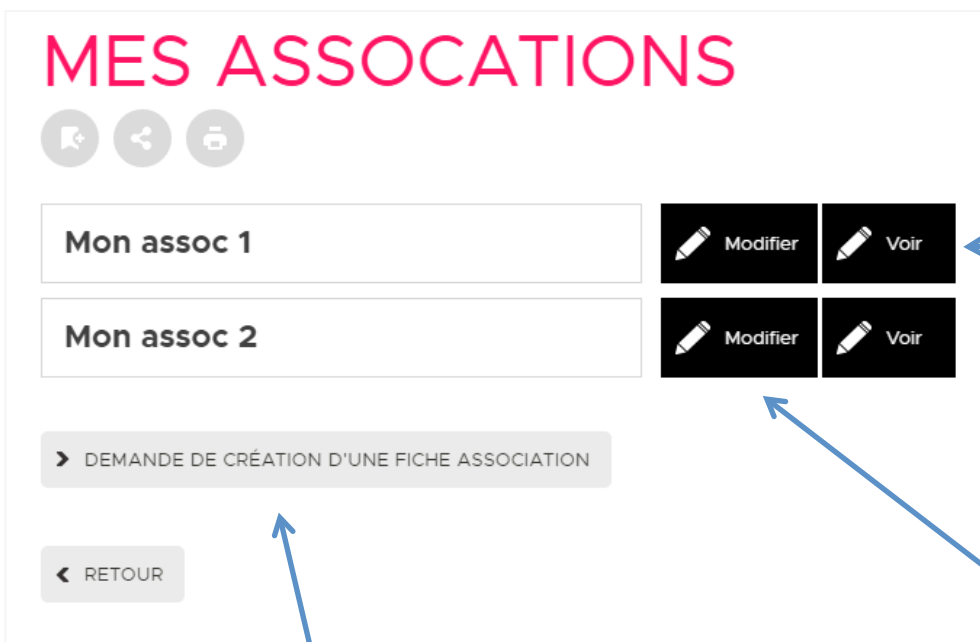 MES ASSOCATIONS
Mon assoc 1 Modifier Voir
Mon assoc 2 Modifier Voir
DEMANDE DE CRÉATION D'UNE FICHE ASSOCIATION
RETOUR